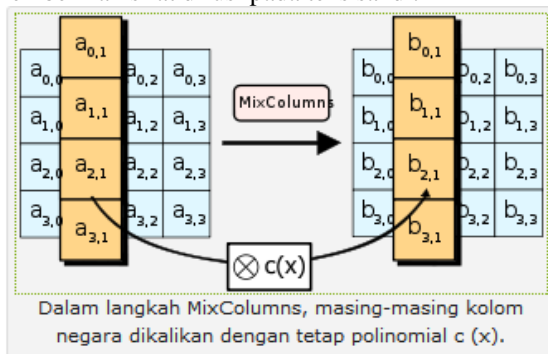 a0,1 b0,1
a0,0 a0,2 a0,3 b0,0 b0,2 b0,3
a1,1 MixColumns b1,1
a1,0 a1,2 a1,3 b1,0 b1,2 b1,3
a2,0 a2,1 a2,2 a2,3 b2,0 b2,1 b2,2 b2,3
a3,0 a3,2 a3,3 b3,0 b3,2 b3,3
a3,1 b3,1
⊗ c(x)
Dalam langkah MixColumns, masing-masing kolom
negara dikalikan dengan tetap polinomial c (x).